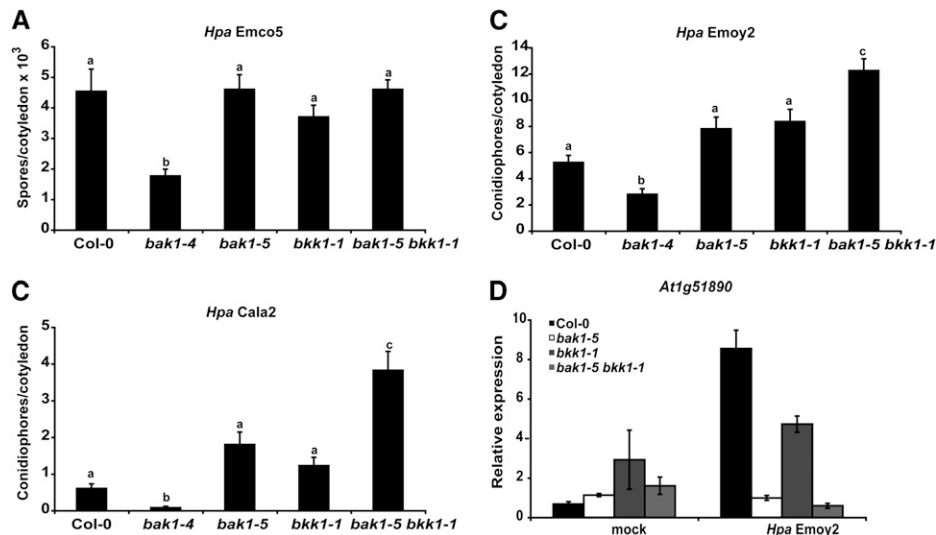 A
Hpa Emco5
Spores/cotyledon x 10³
6
5
4
3
2
1
0
a
b
a
a
a
Col-0 bak1-4 bak1-5 bkk1-1 bak1-5 bkk1-1
C
Hpa Emoy2
Conidiophores/cotyledon
14
12
10
8
6
4
2
0
a
b
a
a
c
Col-0 bak1-4 bak1-5 bkk1-1 bak1-5 bkk1-1
C
Hpa Cala2
Conidiophores/cotyledon
5
4
3
2
1
0
a
b
a
a
c
Col-0 bak1-4 bak1-5 bkk1-1 bak1-5 bkk1-1
D
At1g51890
Relative expression
10
8
6
4
2
0
Col-0
bak1-5
bkk1-1
bak1-5 bkk1-1
mock Hpa Emoy2